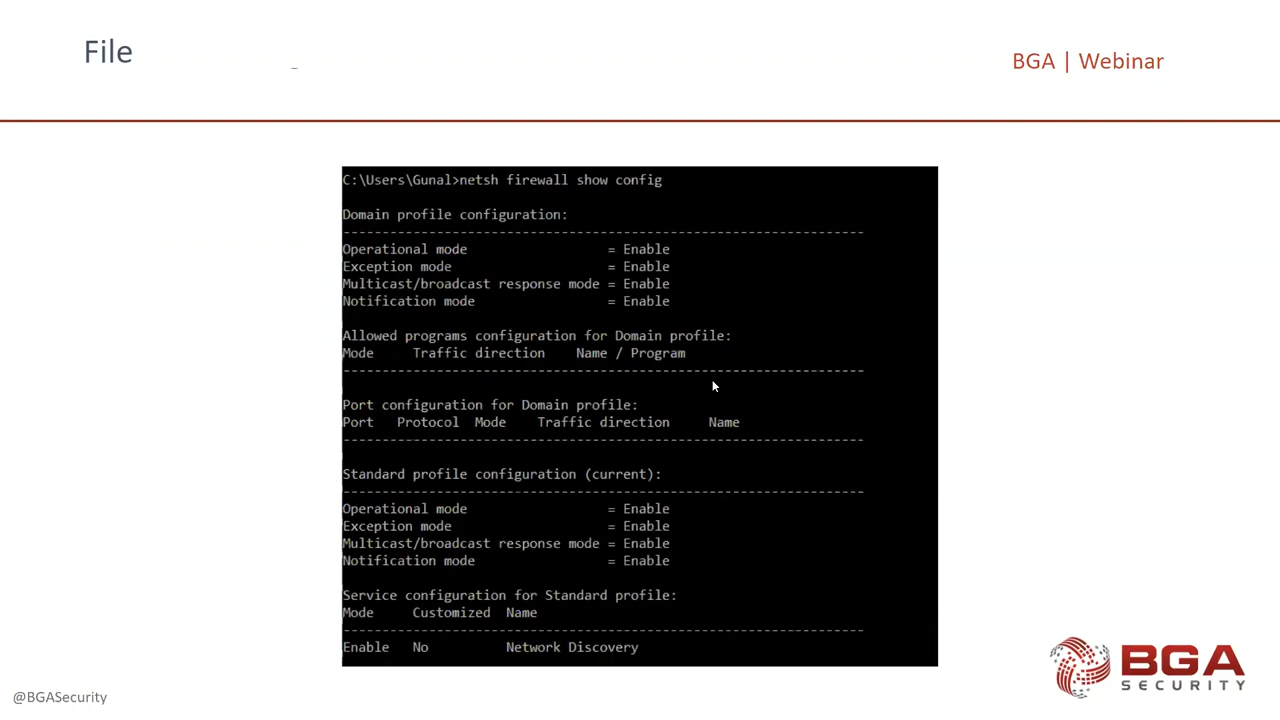 File
BGA | Webinar
C:\Users\Gunal>netsh firewall show config
Domain profile configuration:
-------------------------------------------------------------------
Operational mode                  = Enable
Exception mode                    = Enable
Multicast/broadcast response mode = Enable
Notification mode                 = Enable
Allowed programs configuration for Domain profile:
Mode     Traffic direction    Name / Program
-------------------------------------------------------------------
Port configuration for Domain profile:
Port   Protocol  Mode    Traffic direction     Name
-------------------------------------------------------------------
Standard profile configuration (current):
-------------------------------------------------------------------
Operational mode                  = Enable
Exception mode                    = Enable
Multicast/broadcast response mode = Enable
Notification mode                 = Enable
Service configuration for Standard profile:
Mode     Customized  Name
-------------------------------------------------------------------
Enable   No          Network Discovery
BGA
SECURITY
@BGASecurity